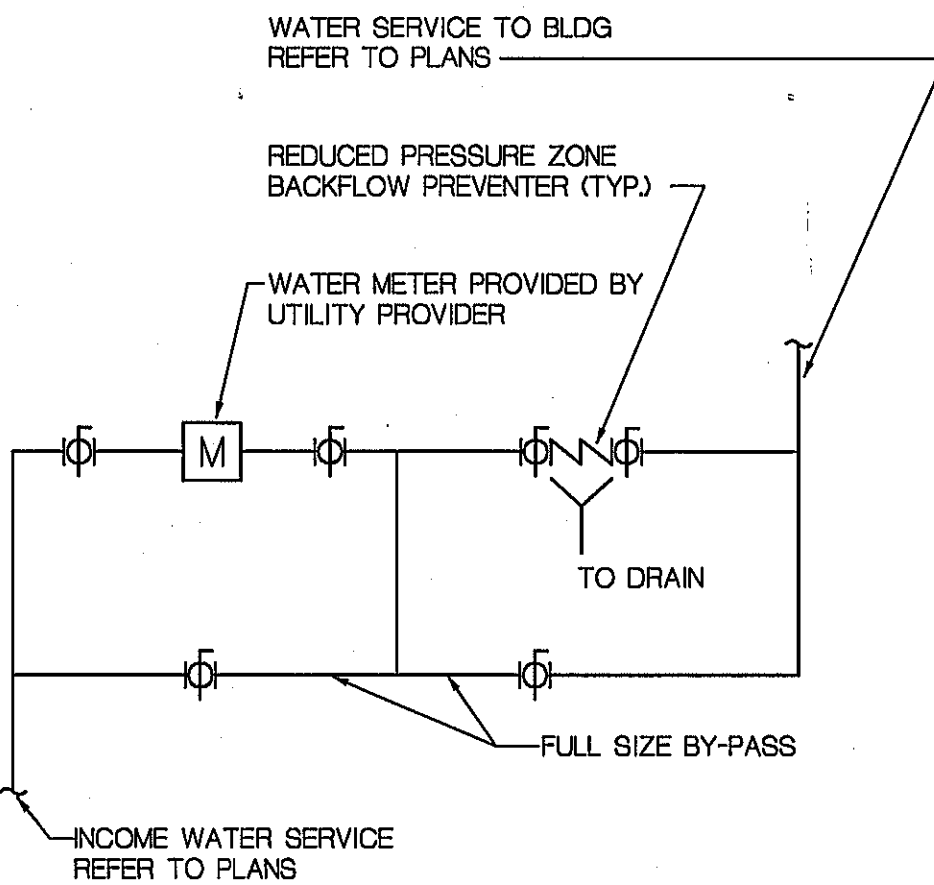 WATER SERVICE TO BLDG
REFER TO PLANS
REDUCED PRESSURE ZONE
BACKFLOW PREVENTER (TYP.)
WATER METER PROVIDED BY
UTILITY PROVIDER
M
TO DRAIN
FULL SIZE BY-PASS
INCOME WATER SERVICE
REFER TO PLANS